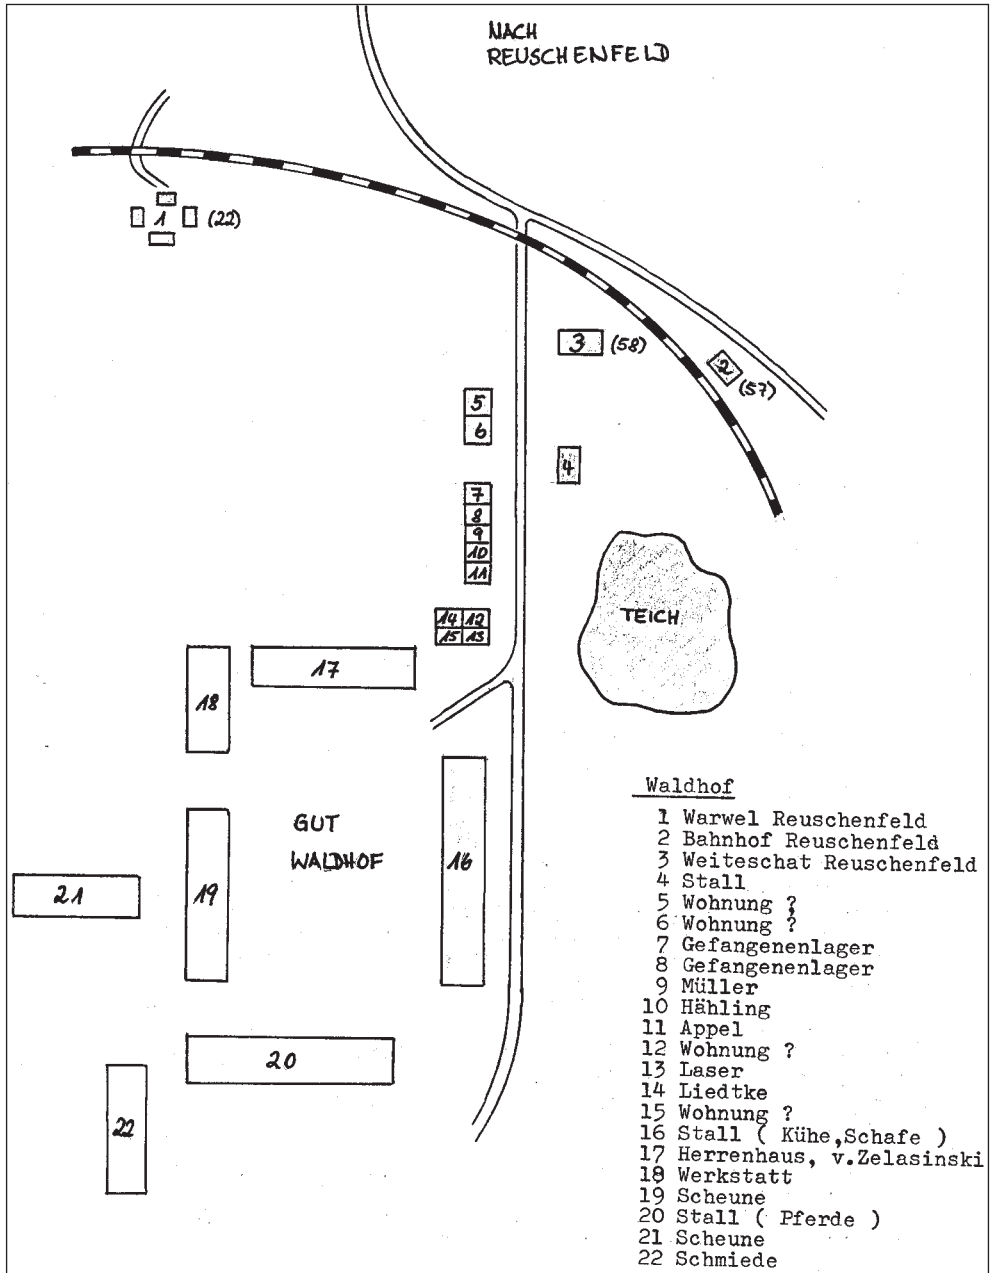 NACH
REUSCHENFELD
1 (22)
3 (58)
2 (57)
5
6
4
7
8
9
10
11
14 12
15 13
TEICH
17
18
GUT
WALDHOF
16
19
21
20
22
Waldhof
1 Warwel Reuschenfeld
2 Bahnhof Reuschenfeld
3 Weiteschat Reuschenfeld
4 Stall
5 Wohnung ?
6 Wohnung ?
7 Gefangenenlager
8 Gefangenenlager
9 Müller
10 Hähling
11 Appel
12 Wohnung ?
13 Laser
14 Liedtke
15 Wohnung ?
16 Stall ( Kühe,Schafe )
17 Herrenhaus, v.Zelasinski
18 Werkstatt
19 Scheune
20 Stall ( Pferde )
21 Scheune
22 Schmiede